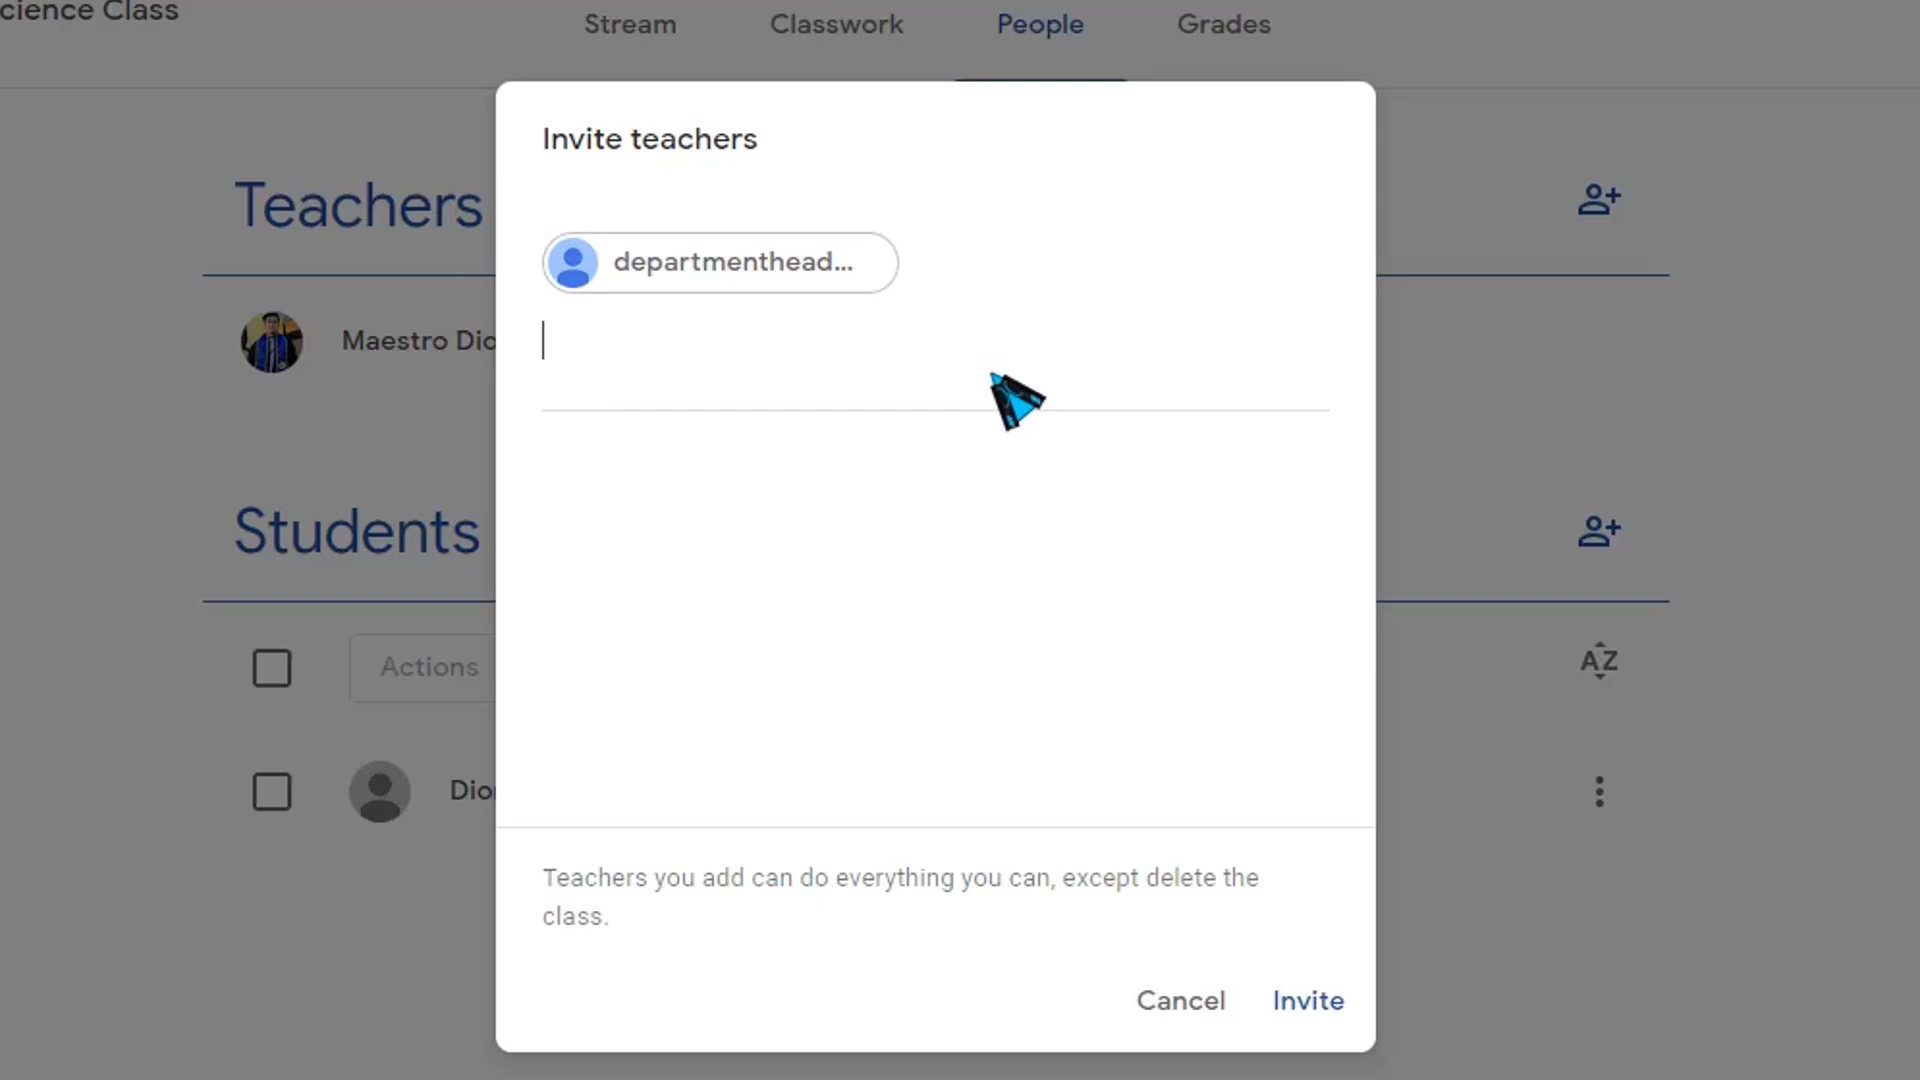 cience Class
Stream
Classwork
People
Grades
Invite teachers
Teachers
departmenthead...
Maestro Dio
Students
Actions
AZ
Dio
Teachers you add can do everything you can, except delete the
class.
Cancel
Invite